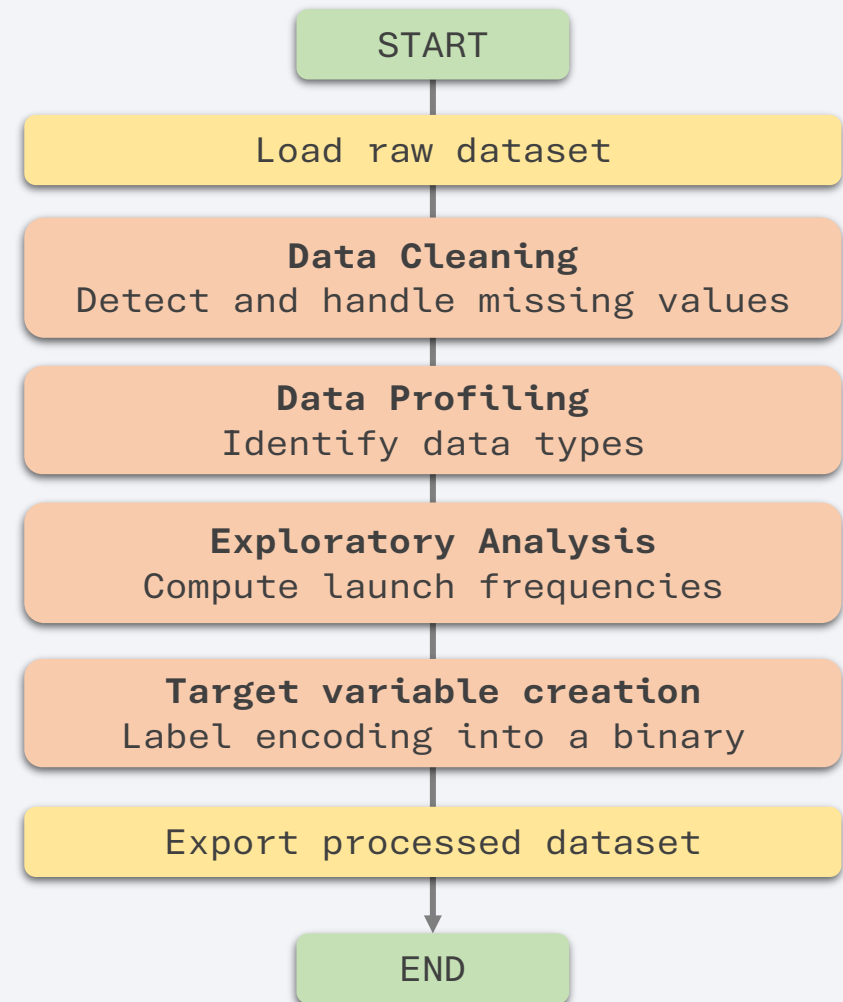 START
Load raw dataset
Data Cleaning
Detect and handle missing values
Data Profiling
Identify data types
Exploratory Analysis
Compute launch frequencies
Target variable creation
Label encoding into a binary
Export processed dataset
END